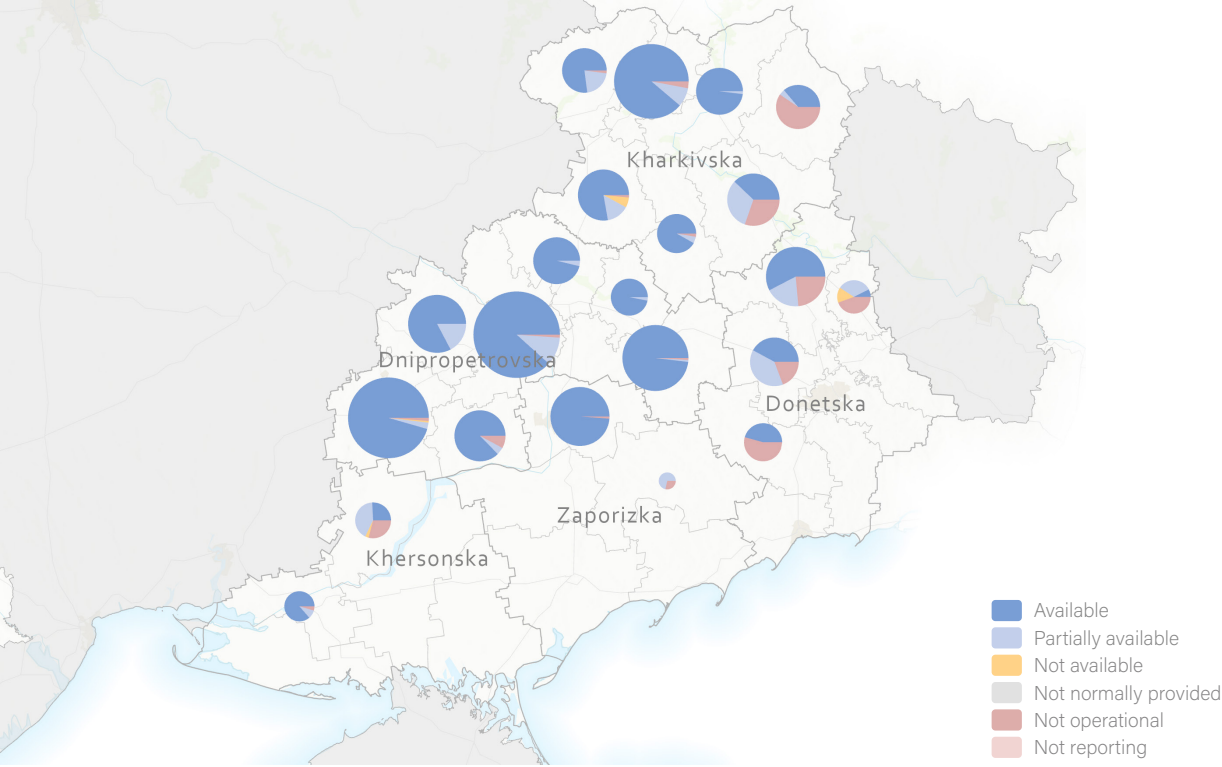 Kharkivska
Dnipropetrovska
Donetska
Zaporizka
Khersonska
Available
Partially available
Not available
Not normally provided
Not operational
Not reporting